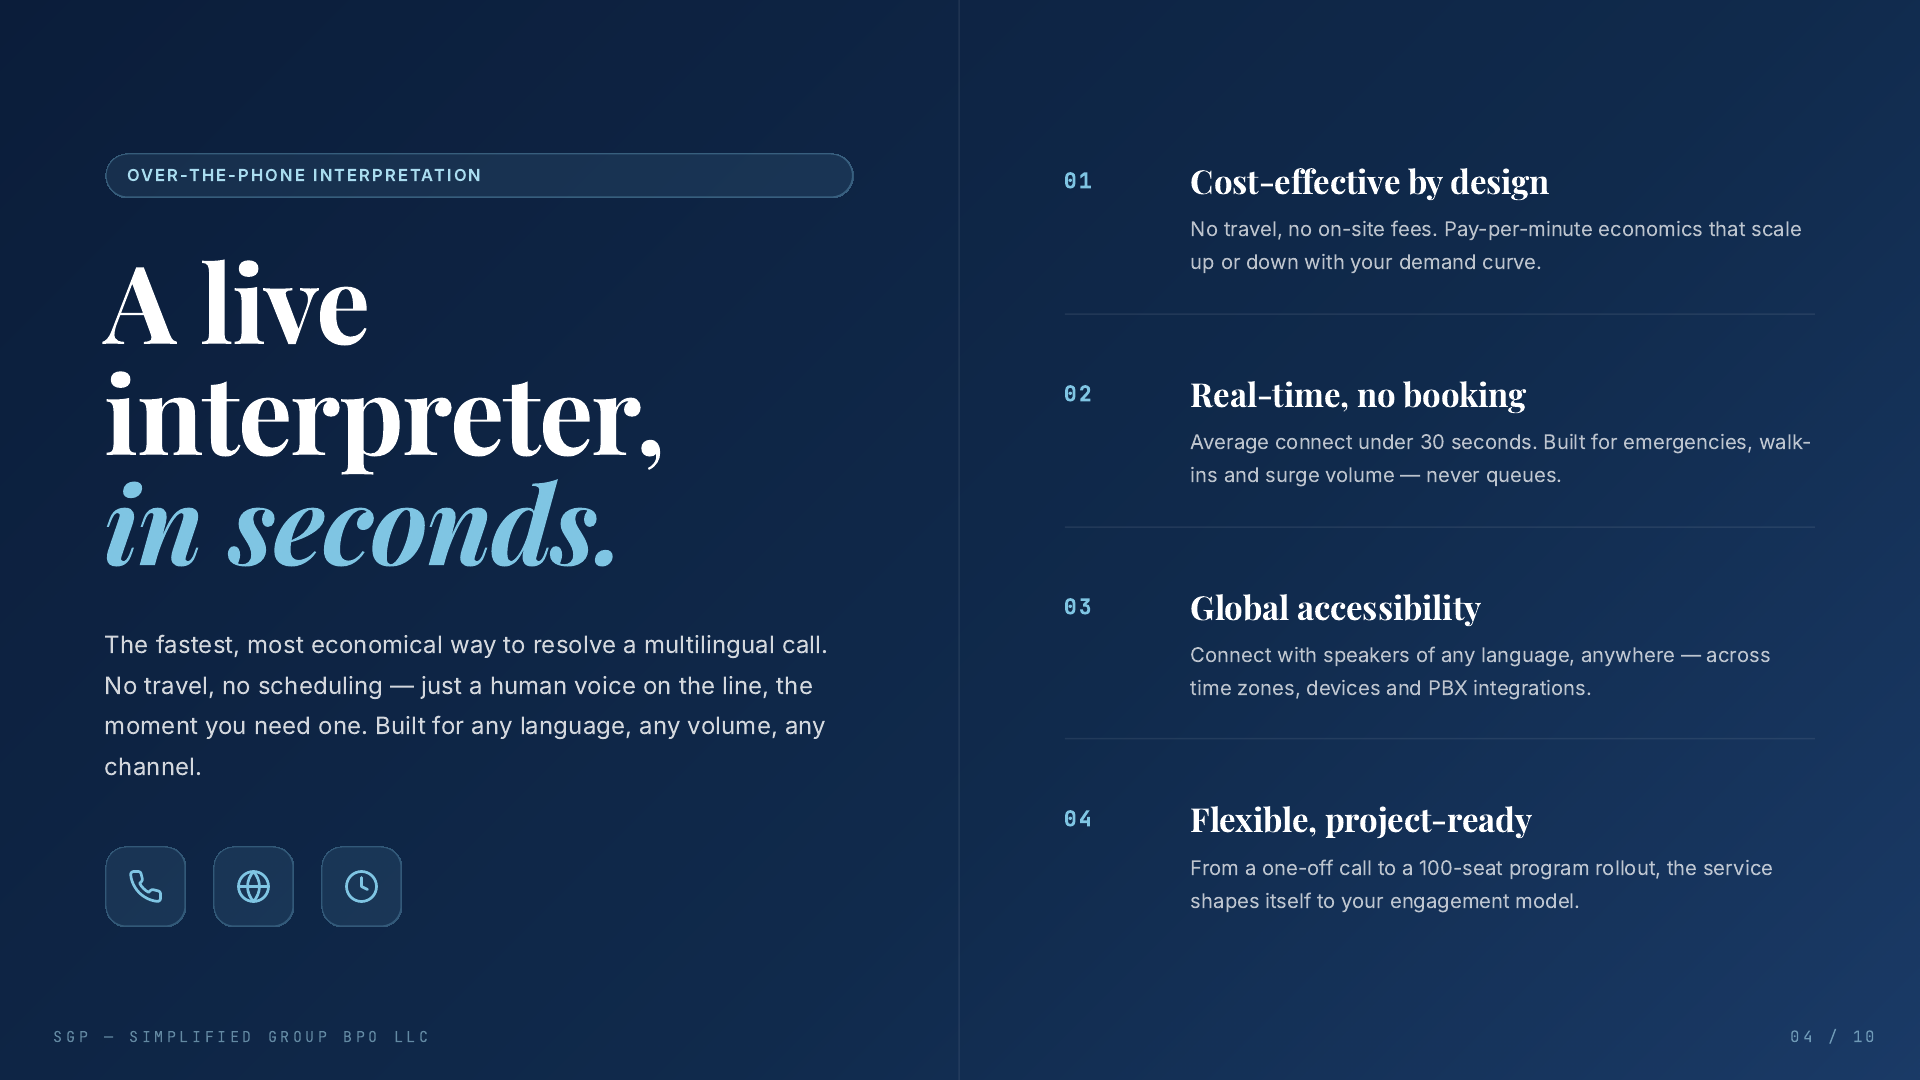 OVER-THE-PHONE INTERPRETATION
A live
interpreter,
in seconds.
The fastest, most economical way to resolve a multilingual call.
No travel, no scheduling — just a human voice on the line, the
moment you need one. Built for any language, any volume, any
channel.
01
Cost-effective by design
No travel, no on-site fees. Pay-per-minute economics that scale
up or down with your demand curve.
02
Real-time, no booking
Average connect under 30 seconds. Built for emergencies, walk-
ins and surge volume — never queues.
03
Global accessibility
Connect with speakers of any language, anywhere — across
time zones, devices and PBX integrations.
04
Flexible, project-ready
From a one-off call to a 100-seat program rollout, the service
shapes itself to your engagement model.
SGP — SIMPLIFIED GROUP BPO LLC
04 / 10